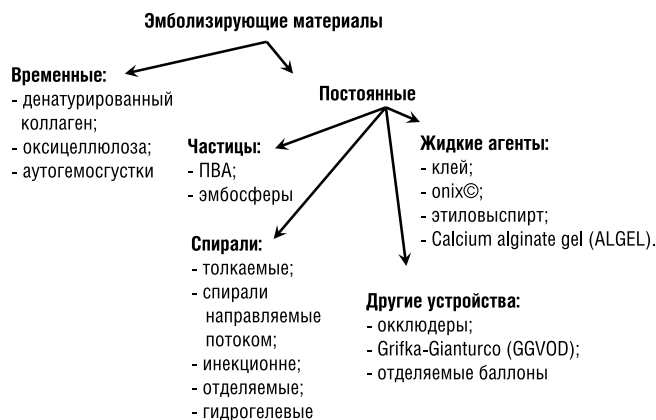 Эмболизирующие материалы
Временные:
- денатурированный
коллаген;
- оксицеллюлоза;
- аутогемосгустки
Постоянные
Частицы:
- ПВА;
- эмбосферы
Жидкие агенты:
- клей;
- onix©;
- этиловыспирт;
- Calcium alginate gel (ALGEL).
Спирали:
- толкаемые;
- спирали
направляемые
потоком;
- инекционне;
- отделяемые;
- гидрогелевые
Другие устройства:
- окклюдеры;
- Grifka-Gianturco (GGVOD);
- отделяемые баллоны